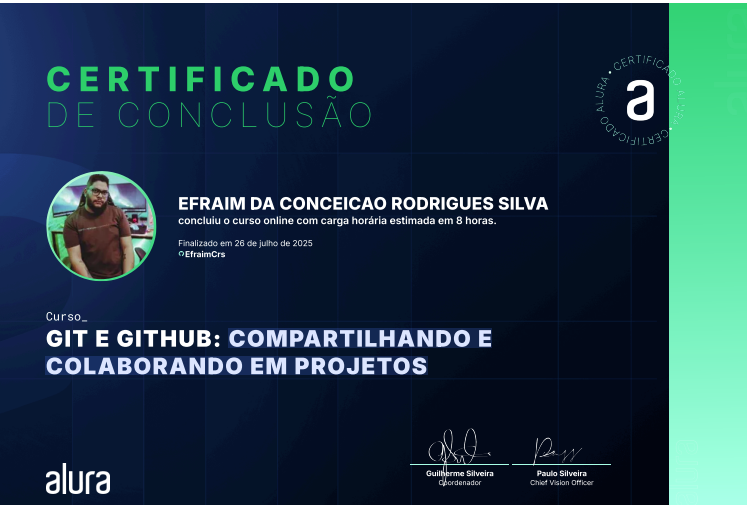 CERTIFICADO
DE CONCLUSÃO
CERTIFICADO ALURA • CERTIFICADO ALURA •
a
EFRAIM DA CONCEICAO RODRIGUES SILVA
concluiu o curso online com carga horária estimada em 8 horas.
Finalizado em 26 de julho de 2025
EfraimCrs
Curso_
GIT E GITHUB: COMPARTILHANDO E
COLABORANDO EM PROJETOS
alura
Guilherme Silveira
Coordenador
Paulo Silveira
Chief Vision Officer